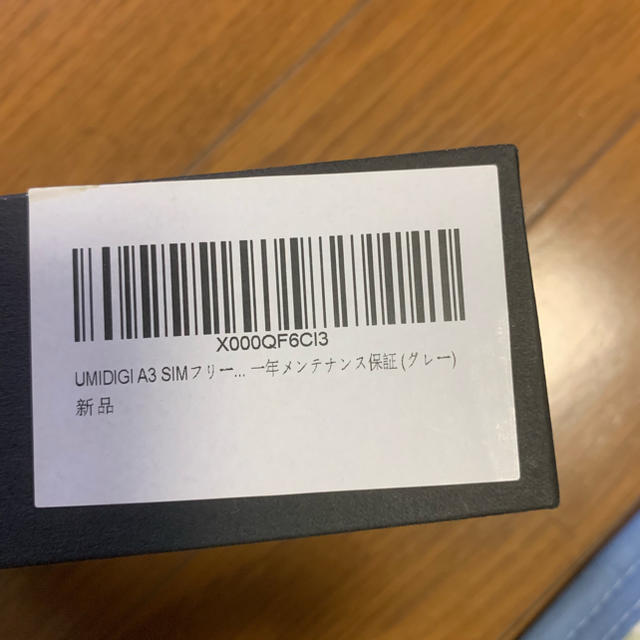 X000QF6CI3
UMIDIGI A3 SIMフリー... 一年メンテナンス保証 (グレー)
新品